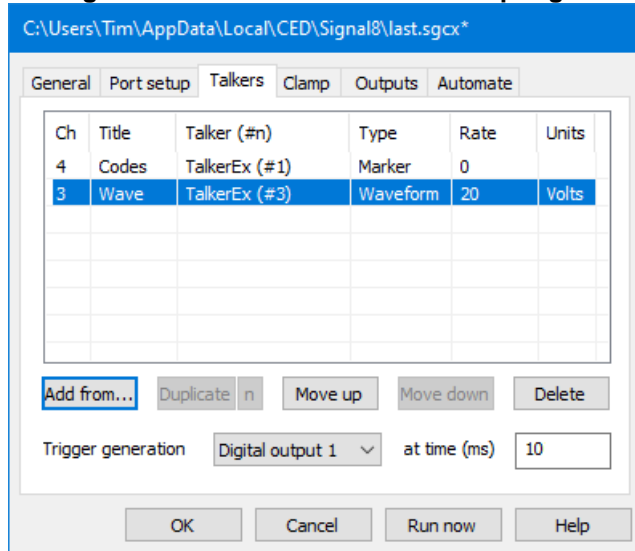 C:\Users\Tim\AppData\Local\CED\Signal8\last.sgcx*
General Port setup Talkers Clamp Outputs Automate
Ch Title Talker (#n) Type Rate Units
4 Codes TalkerEx (#1) Marker 0
3 Wave TalkerEx (#3) Waveform 20 Volts
Add from... Duplicate n Move up Move down Delete
Trigger generation Digital output 1 at time (ms) 10
OK Cancel Run now Help